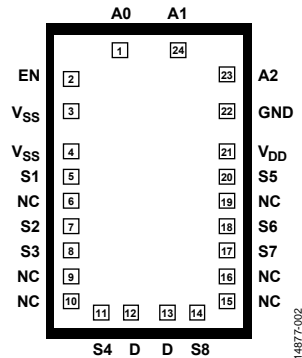 A0 A1
1 24
EN 2 23 A2
VSS 3 22 GND
VSS 4 21 VDD
S1 5 20 S5
NC 6 19 NC
S2 7 18 S6
S3 8 17 S7
NC 9 16 NC
NC 10 15 NC
11 12 13 14
S4 D D S8
14877-002